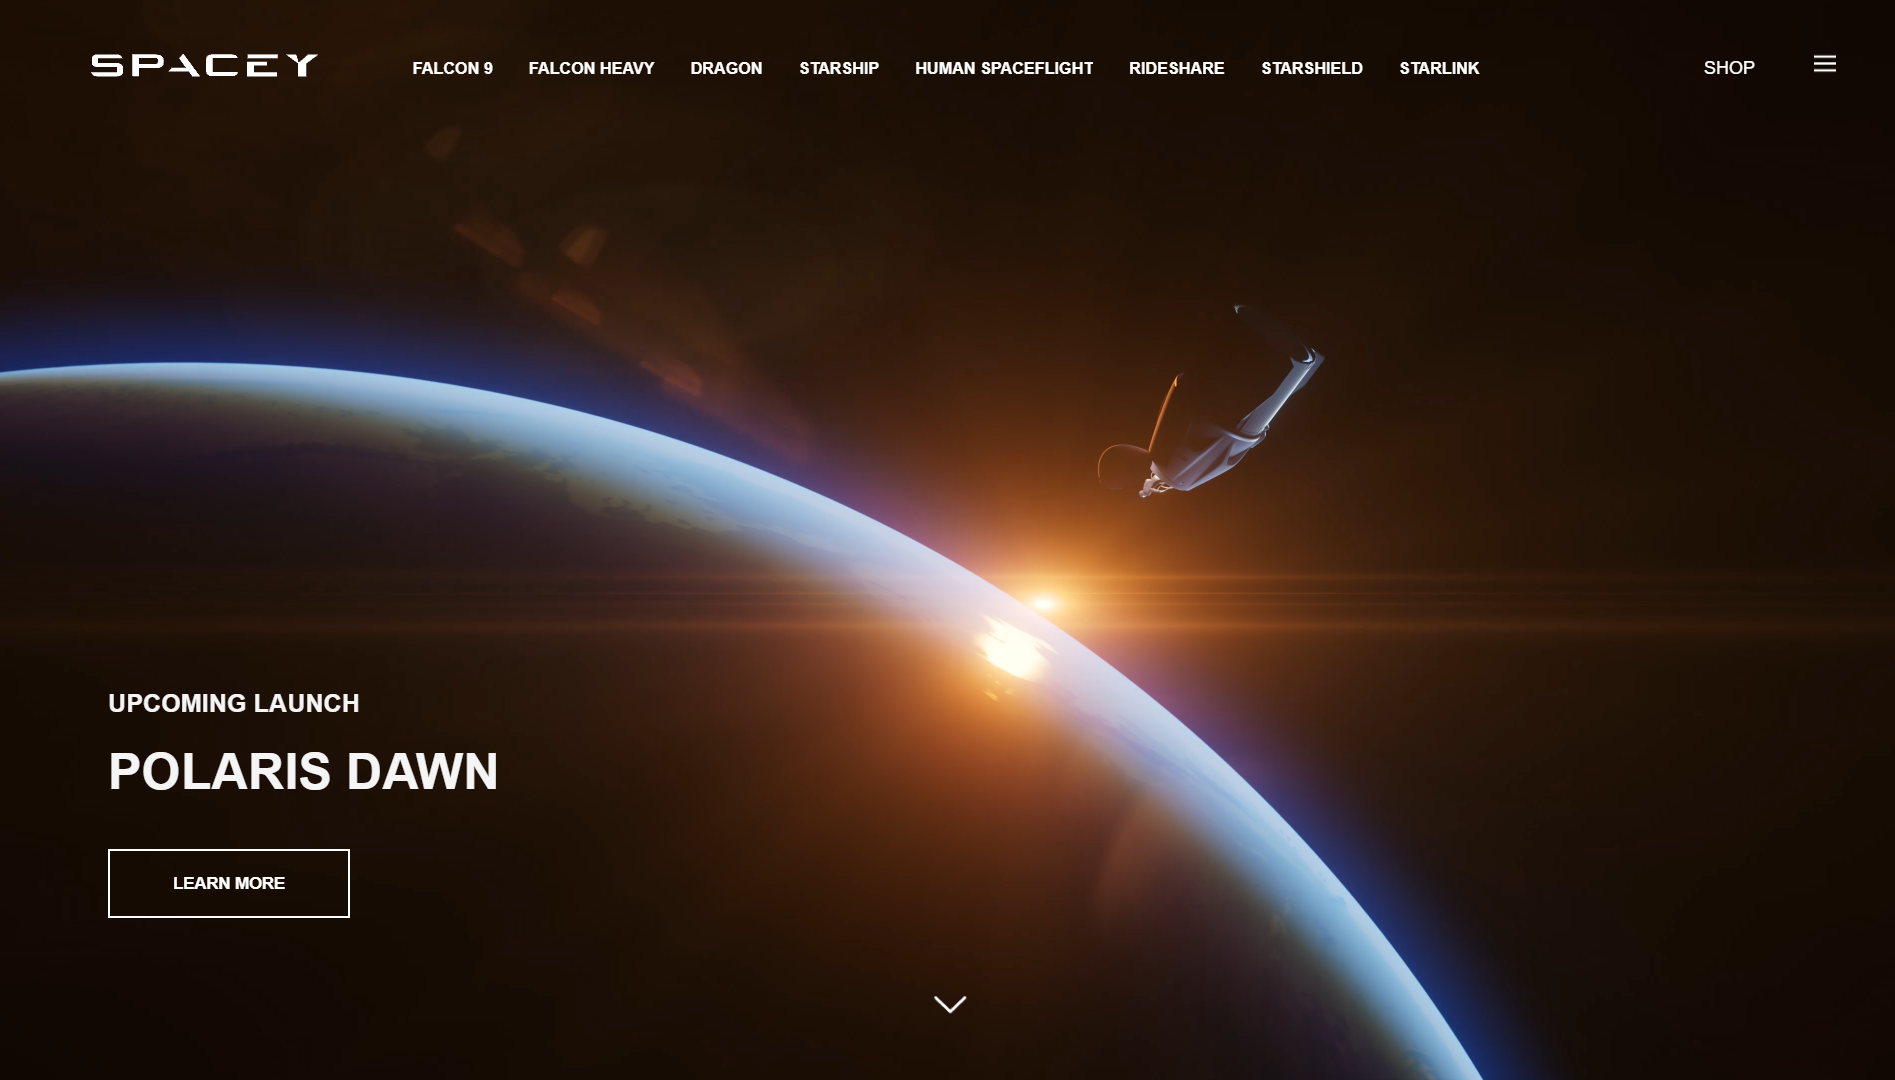 SPACEY
FALCON 9 FALCON HEAVY DRAGON STARSHIP HUMAN SPACEFLIGHT RIDESHARE STARSHIELD STARLINK SHOP
UPCOMING LAUNCH
POLARIS DAWN
LEARN MORE